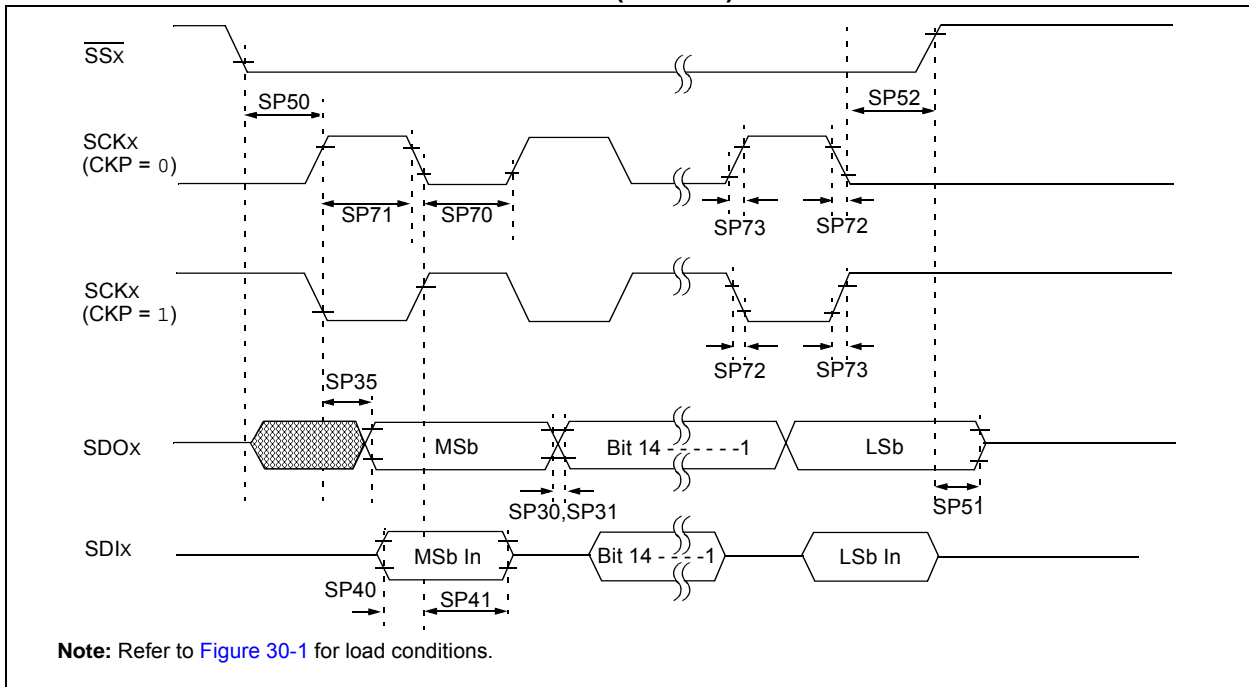 SSX
SP50
SP52
SCKX
(CKP = 0)
SP71
SP70
SP73
SP72
SCKX
(CKP = 1)
SP72
SP73
SP35
SDOX
MSb
Bit 14 - - - - - -1
LSb
SP30,SP31
SP51
SDIX
MSb In
Bit 14 - - - -1
LSb In
SP40
SP41
Note: Refer to Figure 30-1 for load conditions.